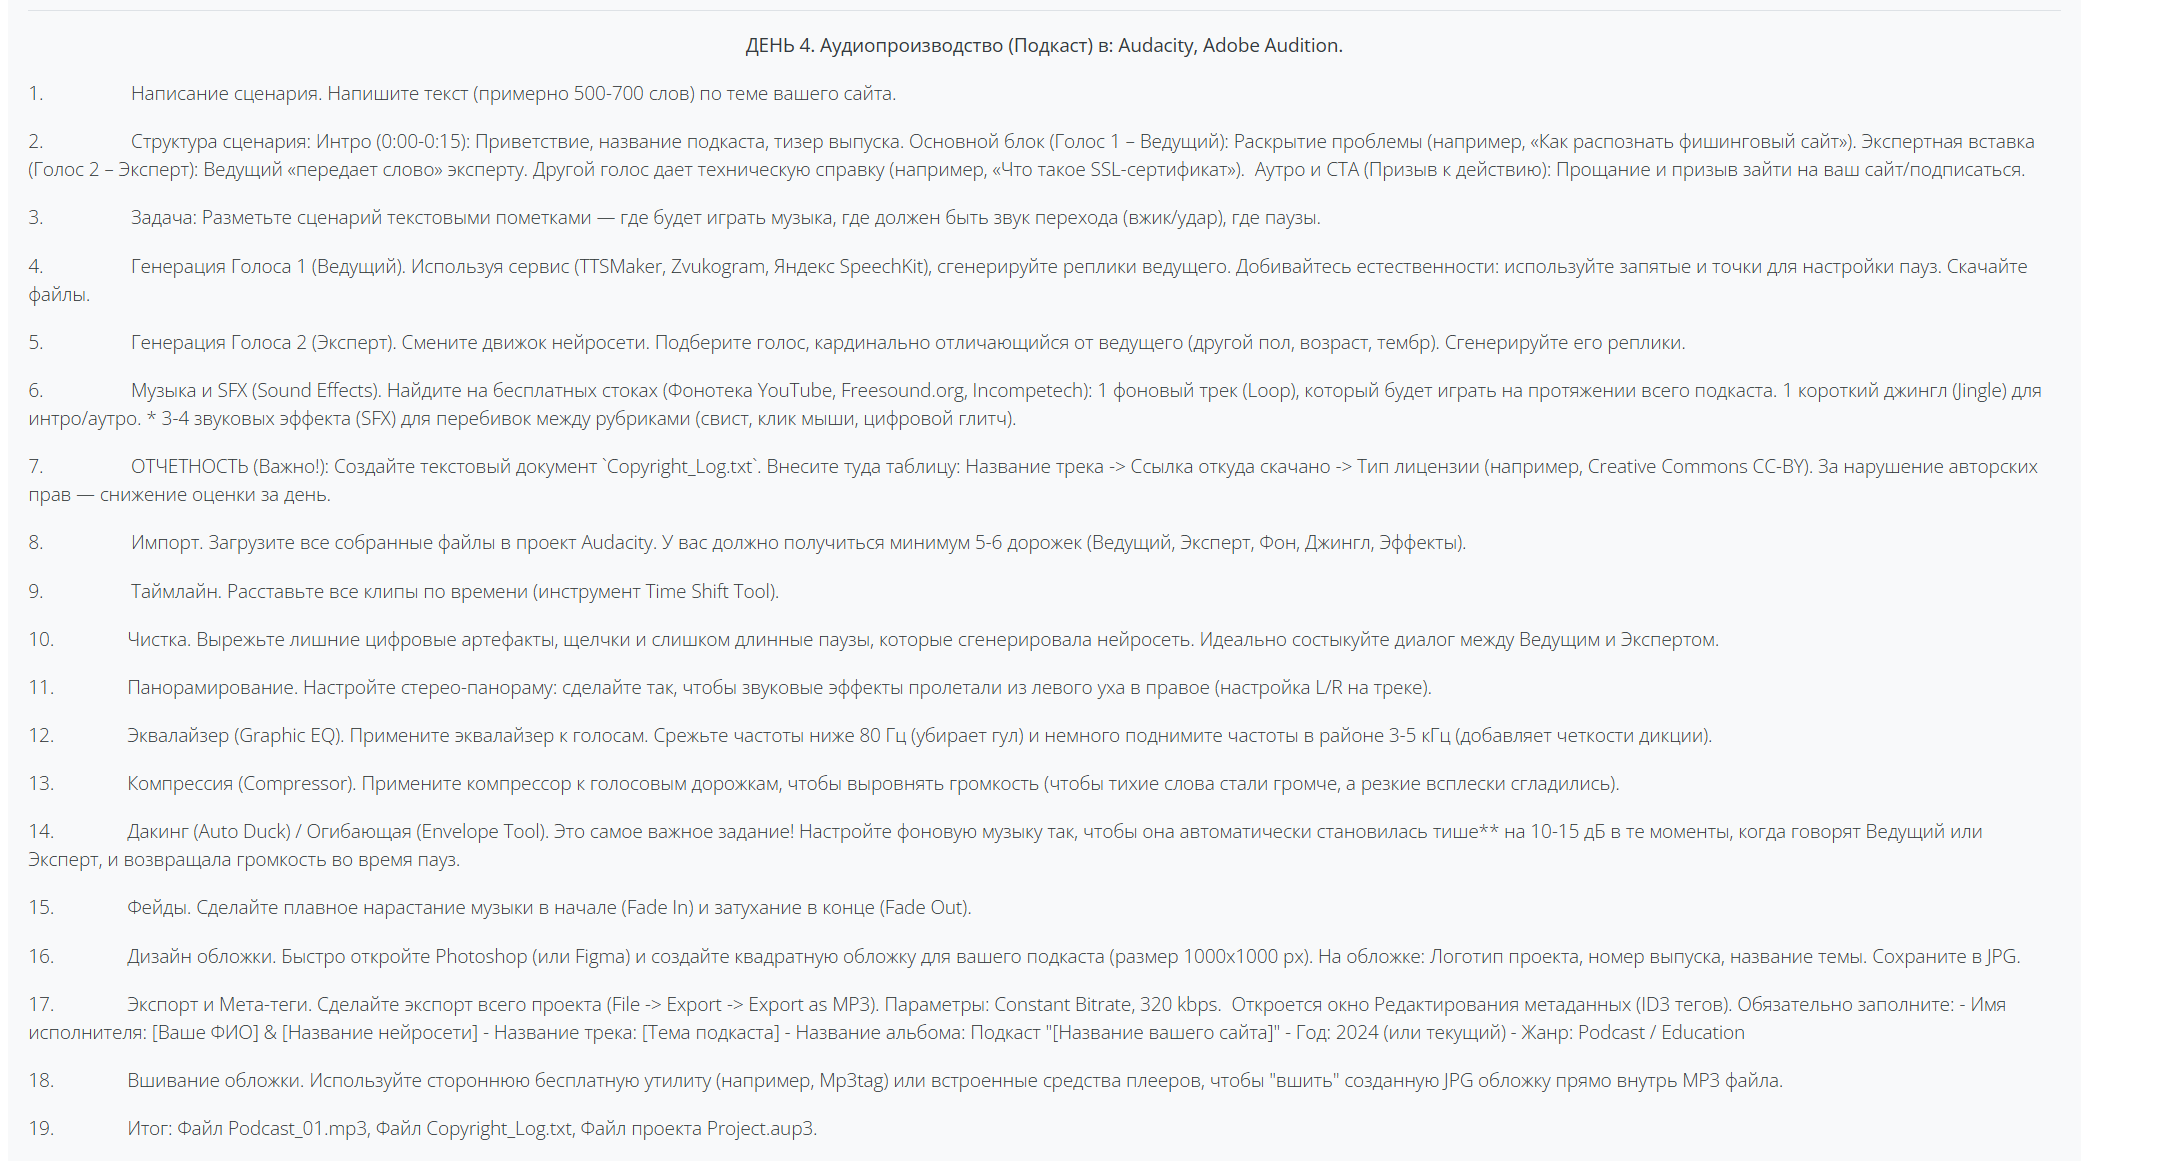 ДЕНЬ 4. Аудиопроизводство (Подкаст) в: Audacity, Adobe Audition.
1. Написание сценария. Напишите текст (примерно 500-700 слов) по теме вашего сайта.
2. Структура сценария: Интро (0:00-0:15): Приветствие, название подкаста, тизер выпуска. Основной блок (Голос 1 – Ведущий): Раскрытие проблемы (например, «Как распознать фишинговый сайт»). Экспертная вставка
(Голос 2 – Эксперт): Ведущий «передает слово» эксперту. Другой голос дает техническую справку (например, «Что такое SSL-сертификат»).  Аутро и CTA (Призыв к действию): Прощание и призыв зайти на ваш сайт/подписаться.
3. Задача: Разметьте сценарий текстовыми пометками — где будет играть музыка, где должен быть звук перехода (вжик/удар), где паузы.
4. Генерация Голоса 1 (Ведущий). Используя сервис (TTSMaker, Zvukogram, Яндекс SpeechKit), сгенерируйте реплики ведущего. Добивайтесь естественности: используйте запятые и точки для настройки пауз. Скачайте
файлы.
5. Генерация Голоса 2 (Эксперт). Смените движок нейросети. Подберите голос, кардинально отличающийся от ведущего (другой пол, возраст, тембр). Сгенерируйте его реплики.
6. Музыка и SFX (Sound Effects). Найдите на бесплатных стоках (Фонотека YouTube, Freesound.org, Incompetech): 1 фоновый трек (Loop), который будет играть на протяжении всего подкаста. 1 короткий джингл (Jingle) для
интро/аутро. * 3-4 звуковых эффекта (SFX) для перебивок между рубриками (свист, клик мыши, цифровой глитч).
7. ОТЧЕТНОСТЬ (Важно!): Создайте текстовый документ `Copyright_Log.txt`. Внесите туда таблицу: Название трека -> Ссылка откуда скачано -> Тип лицензии (например, Creative Commons CC-BY). За нарушение авторских
прав — снижение оценки за день.
8. Импорт. Загрузите все собранные файлы в проект Audacity. У вас должно получиться минимум 5-6 дорожек (Ведущий, Эксперт, Фон, Джингл, Эффекты).
9. Таймлайн. Расставьте все клипы по времени (инструмент Time Shift Tool).
10. Чистка. Вырежьте лишние цифровые артефакты, щелчки и слишком длинные паузы, которые сгенерировала нейросеть. Идеально состыкуйте диалог между Ведущим и Экспертом.
11. Панорамирование. Настройте стерео-панораму: сделайте так, чтобы звуковые эффекты пролетали из левого уха в правое (настройка L/R на треке).
12. Эквалайзер (Graphic EQ). Примените эквалайзер к голосам. Срежьте частоты ниже 80 Гц (убирает гул) и немного поднимите частоты в районе 3-5 кГц (добавляет четкости дикции).
13. Компрессия (Compressor). Примените компрессор к голосовым дорожкам, чтобы выровнять громкость (чтобы тихие слова стали громче, а резкие всплески сгладились).
14. Дакинг (Auto Duck) / Огибающая (Envelope Tool). Это самое важное задание! Настройте фоновую музыку так, чтобы она автоматически становилась тише** на 10-15 дБ в те моменты, когда говорят Ведущий или
Эксперт, и возвращала громкость во время пауз.
15. Фейды. Сделайте плавное нарастание музыки в начале (Fade In) и затухание в конце (Fade Out).
16. Дизайн обложки. Быстро откройте Photoshop (или Figma) и создайте квадратную обложку для вашего подкаста (размер 1000x1000 px). На обложке: Логотип проекта, номер выпуска, название темы. Сохраните в JPG.
17. Экспорт и Мета-теги. Сделайте экспорт всего проекта (File -> Export -> Export as MP3). Параметры: Constant Bitrate, 320 kbps.  Откроется окно Редактирования метаданных (ID3 тегов). Обязательно заполните: - Имя
исполнителя: [Ваше ФИО] & [Название нейросети] - Название трека: [Тема подкаста] - Название альбома: Подкаст "[Название вашего сайта]" - Год: 2024 (или текущий) - Жанр: Podcast / Education
18. Вшивание обложки. Используйте стороннюю бесплатную утилиту (например, Mp3tag) или встроенные средства плееров, чтобы "вшить" созданную JPG обложку прямо внутрь MP3 файла.
19. Итог: Файл Podcast_01.mp3, Файл Copyright_Log.txt, Файл проекта Project.aup3.